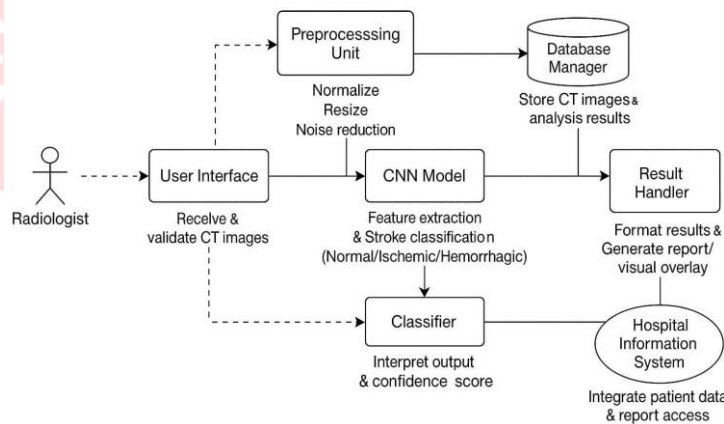 Preprocesssing
Unit
Database
Manager
Normalize
Resize
Noise reduction
Store CT images &
analysis results
User Interface
CNN Model
Result
Handler
Radiologist
Receive &
validate CT images
Feature extraction
& Stroke classification
(Normal/Ischemic/Hemorrhagic)
Format results &
Generate report/
visual overlay
Classifier
Hospital
Information
System
Interpret output
& confidence score
Integrate patient data
& report access